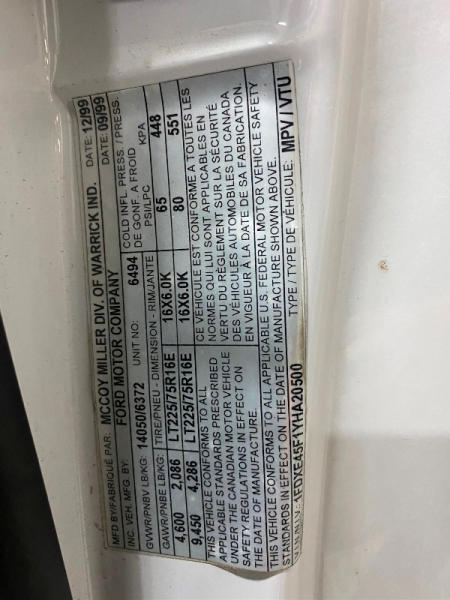 MFD BY/FABRIQUÉ PAR: MCCOY MILLER DIV. OF WARRICK IND. DATE: 12/99
INC. VEH. MFG. BY: FORD MOTOR COMPANY DATE: 09/99
GVWR/PNBV LB/KG: 14050/6372 UNIT NO: 6494 COLD INFL. PRESS. / PRESS.
DE GONF. A FROID
GAWR/PNBE LB/KG TIRE/PNEU - DIMENSION - RIM/JANTE PSI/LPC KPA
4,600 2,086 LT225/75R16E 16X6.0K 65 448
9,450 4,286 LT225/75R16E 16X6.0K 80 551
THIS VEHICLE CONFORMS TO ALL
STANDARDS PRESCRIBED
UNDER THE CANADIAN MOTOR VEHICLE
SAFETY REGULATIONS IN EFFECT ON
THE DATE OF MANUFACTURE.
CE VÉHICULE EST CONFORME A TOUTES LES
NORMES QUI LUI SONT APPLICABLES EN
VERTU DU RÈGLEMENT SUR LA SÉCURITÉ
DES VÉHICULES AUTOMOBILES DU CANADA
EN VIGUEUR À LA DATE DE SA FABRICATION.
THIS VEHICLE CONFORMS TO ALL APPLICABLE U.S. FEDERAL MOTOR VEHICLE SAFETY
STANDARDS IN EFFECT ON THE DATE OF MANUFACTURE SHOWN ABOVE.
1FDXE45F1YHA20500 TYPE / TYPE DE VÉHICULE: MPV / VTU